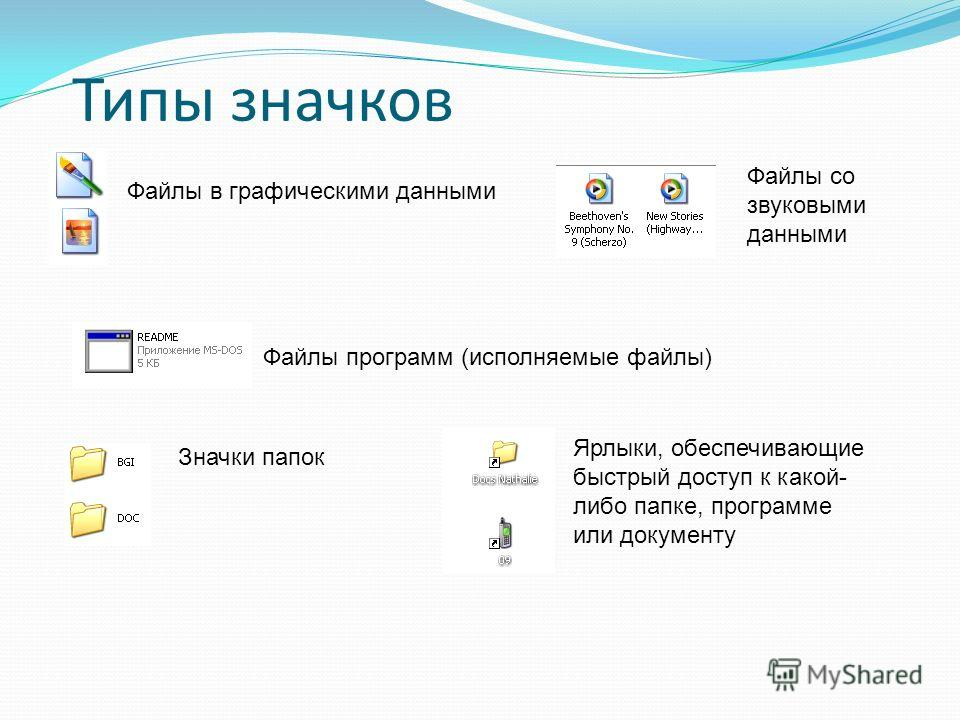 Типы значков
Файлы в графическими данными
Beethoven's
Symphony No.
9 (Scherzo)
New Stories
(Highway...
Файлы со
звуковыми
данными
README
Приложение MS-DOS
5 КБ
Файлы программ (исполняемые файлы)
BGI
DOC
Значки папок
Docs Nathalie
09
Ярлыки, обеспечивающие
быстрый доступ к какой-
либо папке, программе
или документу
MyShared